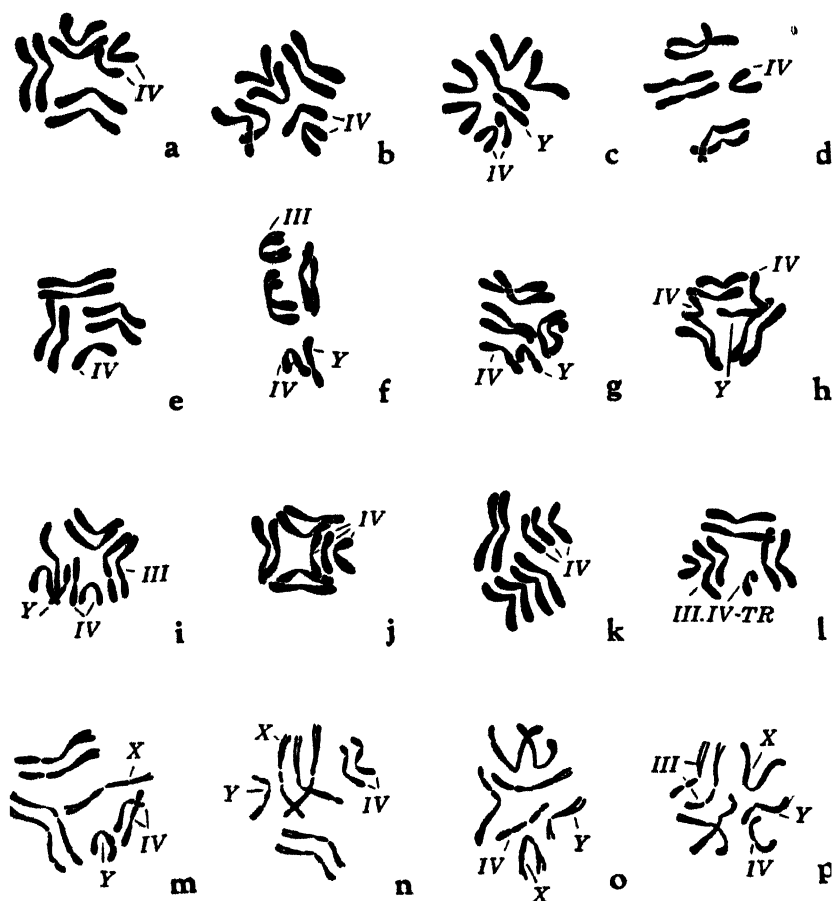 IV a
IV b
Y IV c
IV d
IV e
III IV Y f
IV Y g
IV IV Y h
III Y IV i
IV j
IV k
III.IV-TR l
X IV Y m
X Y IV n
Y IV X o
X III Y IV p